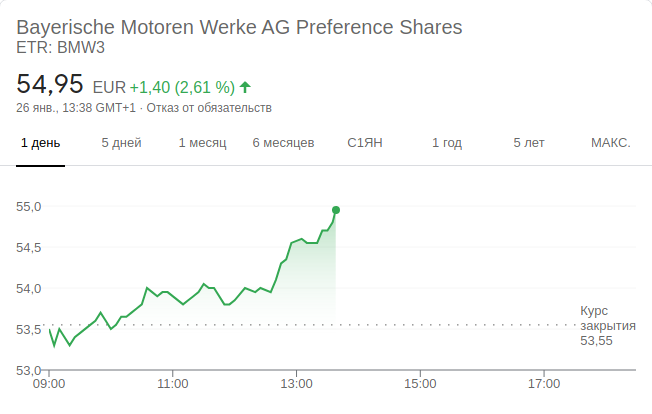 Bayerische Motoren Werke AG Preference Shares
ETR: BMW3
54,95 EUR +1,40 (2,61 %)
26 янв., 13:38 GMT+1 · Отказ от обязательств
1 день 5 дней 1 месяц 6 месяцев С1ЯН 1 год 5 лет МАКС.
55,0
54,5
54,0
53,5
53,0
Курс
закрытия
53,55
09:00 11:00 13:00 15:00 17:00